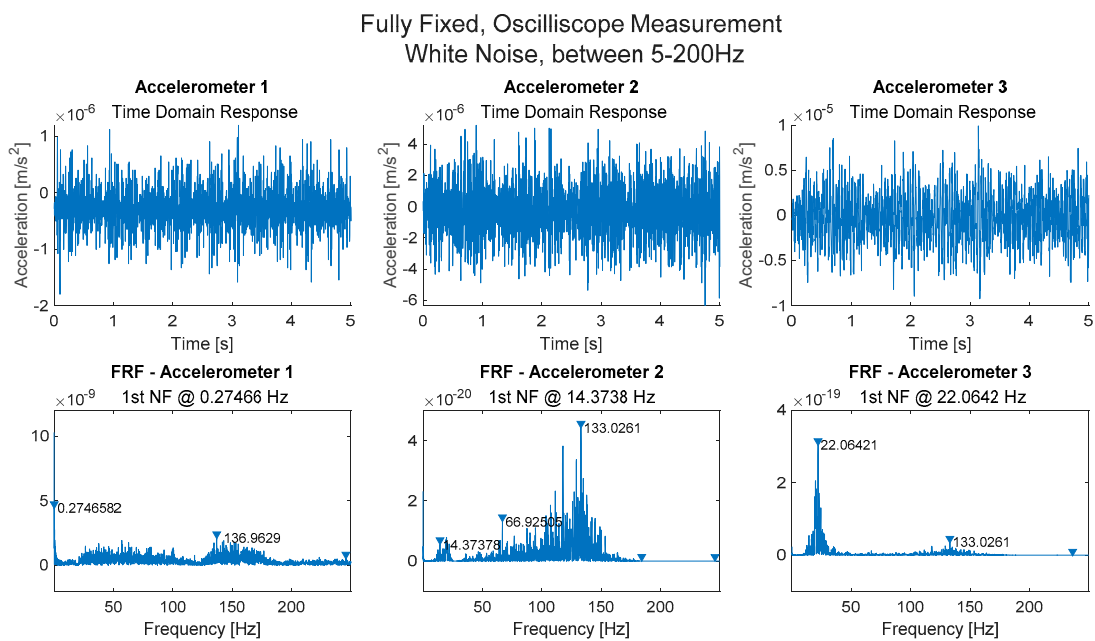 Fully Fixed, Oscilliscope Measurement
White Noise, between 5-200Hz
Accelerometer 1
Time Domain Response
×10^-6
Acceleration [m/s^2]
1
0
-1
-2
0 1 2 3 4 5
Time [s]
Accelerometer 2
Time Domain Response
×10^-6
Acceleration [m/s^2]
4
2
0
-2
-4
-6
0 1 2 3 4 5
Time [s]
Accelerometer 3
Time Domain Response
×10^-5
Acceleration [m/s^2]
1
0.5
0
-0.5
-1
0 1 2 3 4 5
Time [s]
FRF - Accelerometer 1
1st NF @ 0.27466 Hz
×10^-9
10
5
0
0.2746582
136.9629
50 100 150 200
Frequency [Hz]
FRF - Accelerometer 2
1st NF @ 14.3738 Hz
×10^-20
4
2
0
133.0261
66.92505
14.37378
50 100 150 200
Frequency [Hz]
FRF - Accelerometer 3
1st NF @ 22.0642 Hz
×10^-19
4
2
0
22.06421
133.0261
50 100 150 200
Frequency [Hz]